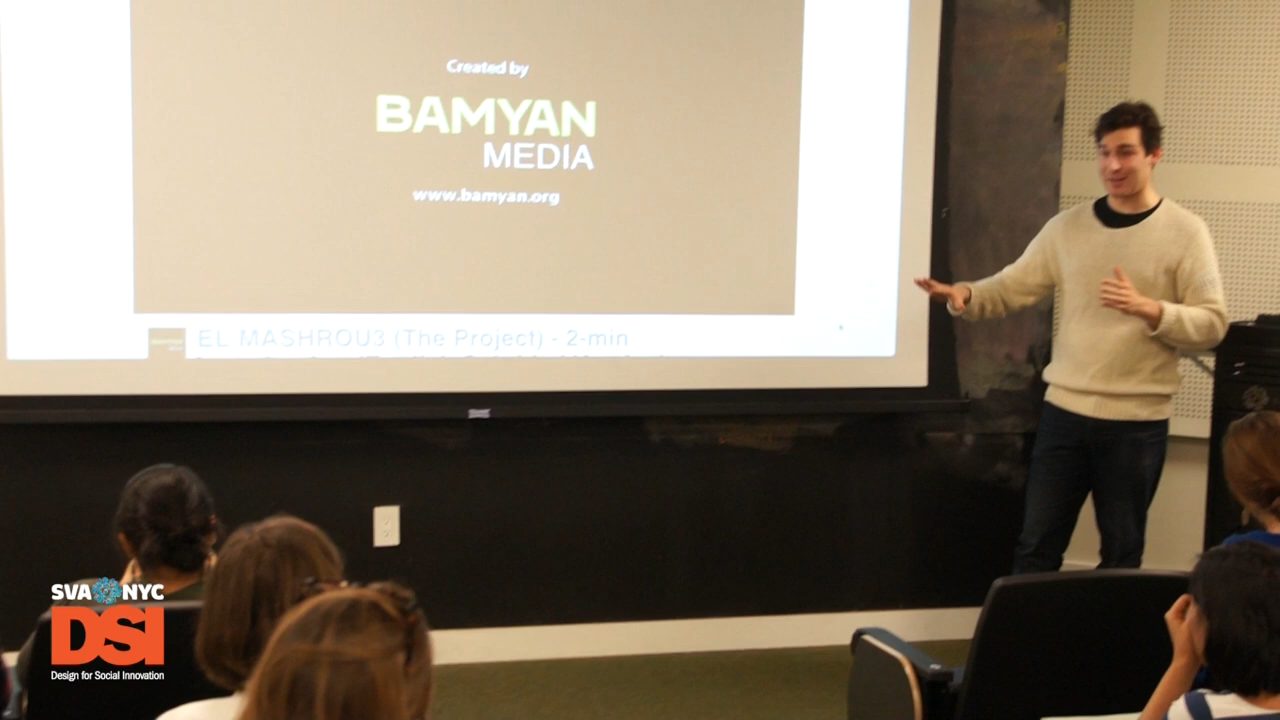 Created by
BAMYAN
MEDIA
www.bamyan.org
EL MASHROU3 (The Project) - 2-min
SVA NYC
DSI
Design for Social Innovation